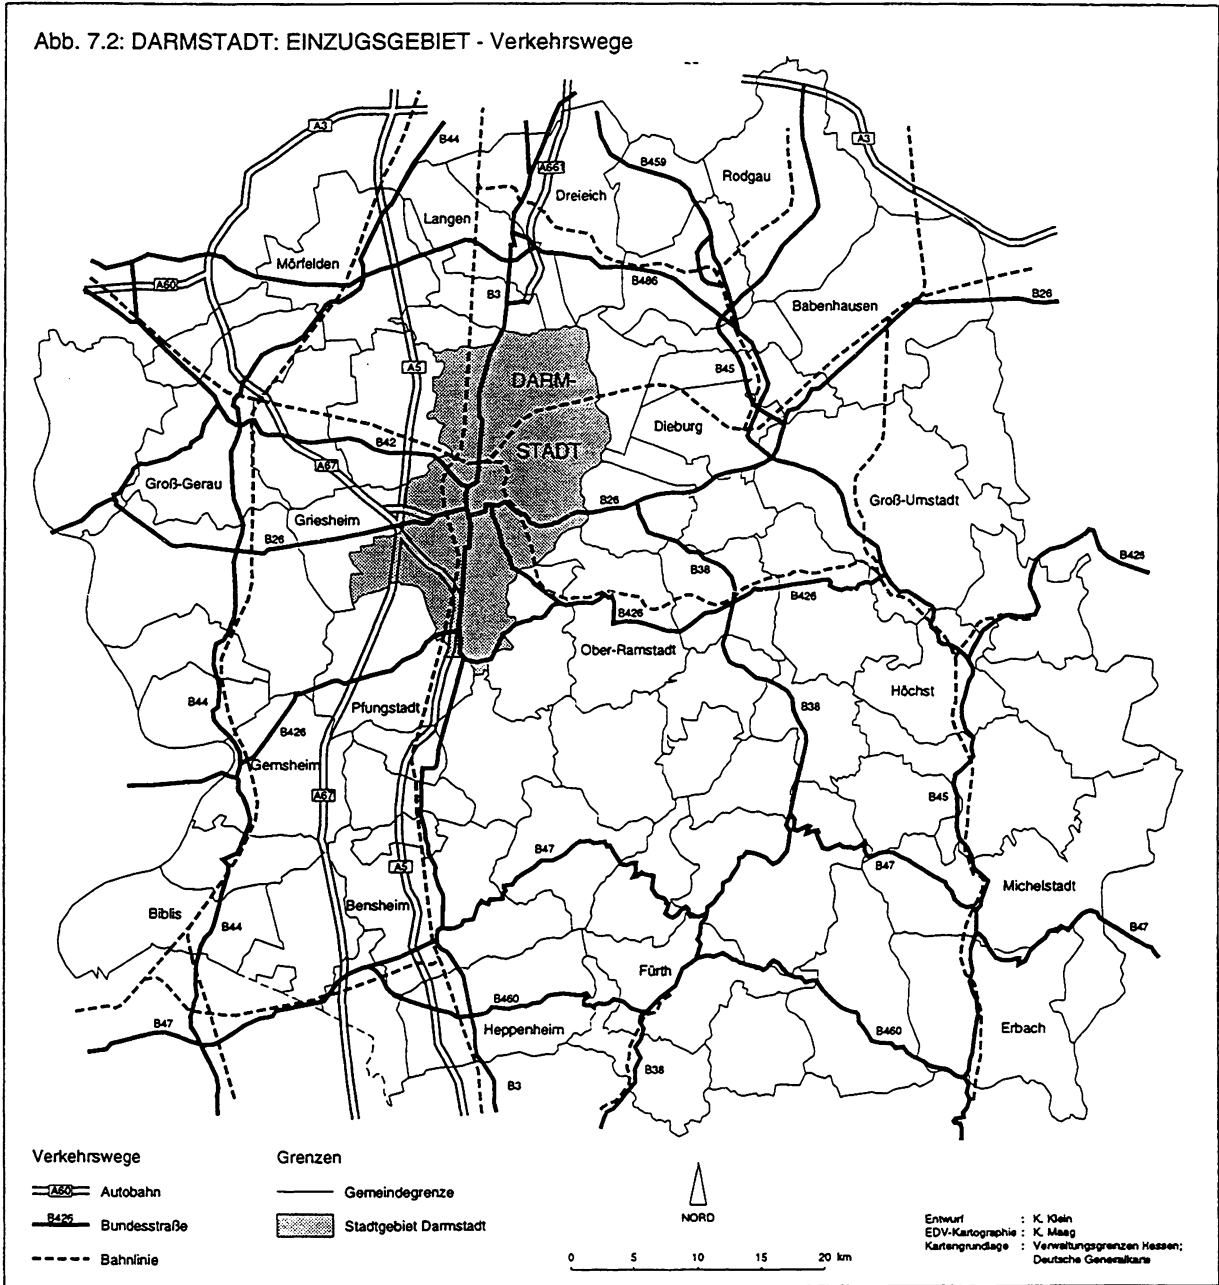 Abb. 7.2: DARMSTADT: EINZUGSGEBIET - Verkehrswege
A3
B44
A661
B459
A3
Rodgau
Dreieich
Langen
Mörfelden
A60
B3
B486
Babenhausen
B26
A5
DARM-
B45
STADT
Dieburg
B42
A67
Groß-Gerau
Griesheim
B26
B26
Groß-Umstadt
B38
B426
B426
B426
Ober-Ramstadt
Höchst
B44
Pfungstadt
B38
B426
Gernsheim
A67
B45
B47
A5
B47
Michelstadt
Bensheim
Biblis
B44
B47
Fürth
B460
B47
Heppenheim
B460
Erbach
B38
B3
Verkehrswege
Grenzen
A60 Autobahn
Gemeindegrenze
B426 Bundesstraße
Stadtgebiet Darmstadt
Bahnlinie
NORD
0 5 10 15 20 km
Entwurf : K. Klein
EDV-Kartographie : K. Maag
Kartengrundlage : Verwaltungsgrenzen Hessen;
Deutsche Generalkarte